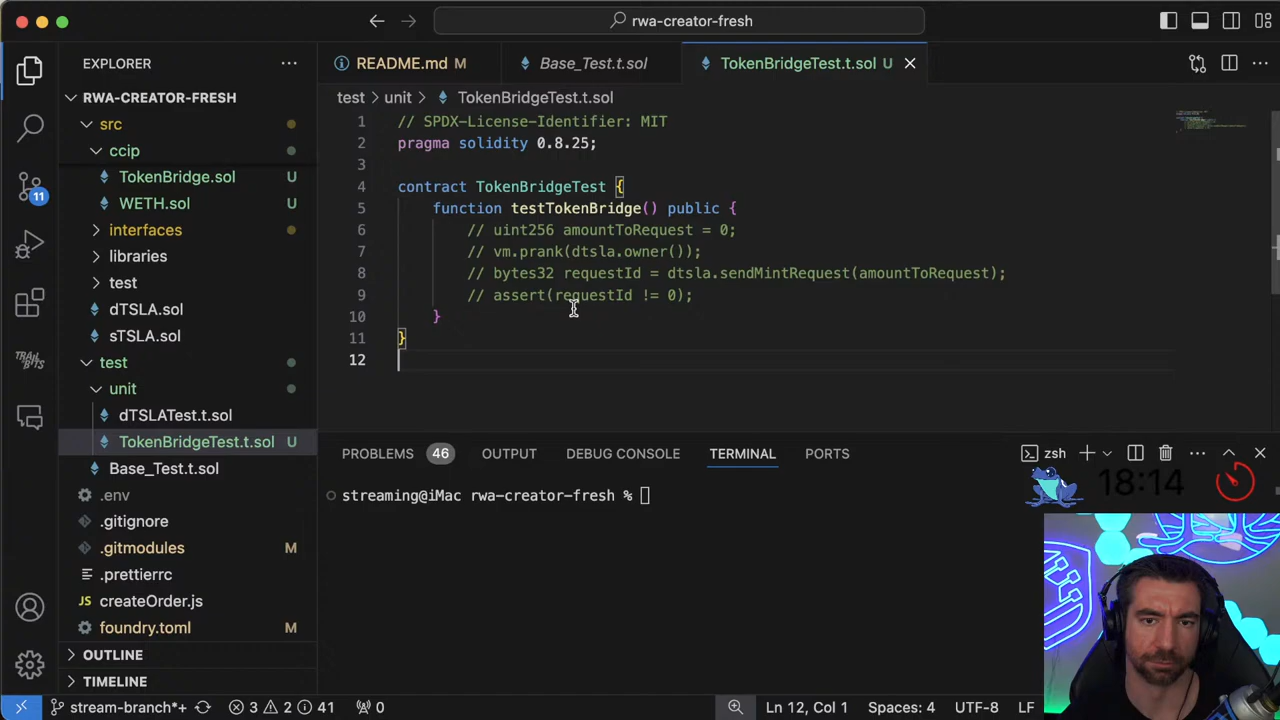 rwa-creator-fresh
EXPLORER
README.md M
Base_Test.t.sol
TokenBridgeTest.t.sol U
RWA-CREATOR-FRESH
src
ccip
TokenBridge.sol U
WETH.sol U
interfaces
libraries
test
dTSLA.sol
sTSLA.sol
test
unit
dTSLATest.t.sol
TokenBridgeTest.t.sol U
Base_Test.t.sol
.env
.gitignore
.gitmodules M
.prettierrc
JS createOrder.js
foundry.toml M
OUTLINE
TIMELINE
11
TRAIL OF BITS
test > unit > TokenBridgeTest.t.sol
1 // SPDX-License-Identifier: MIT
2 pragma solidity 0.8.25;
3
4 contract TokenBridgeTest {
5 function testTokenBridge() public {
6 // uint256 amountToRequest = 0;
7 // vm.prank(dtsla.owner());
8 // bytes32 requestId = dtsla.sendMintRequest(amountToRequest);
9 // assert(requestId != 0);
10 }
11 }
12
PROBLEMS 46 OUTPUT DEBUG CONSOLE TERMINAL PORTS zsh
streaming@iMac rwa-creator-fresh %
18:14
stream-branch*+ 3 2 41 0 Ln 12, Col 1 Spaces: 4 UTF-8 LF